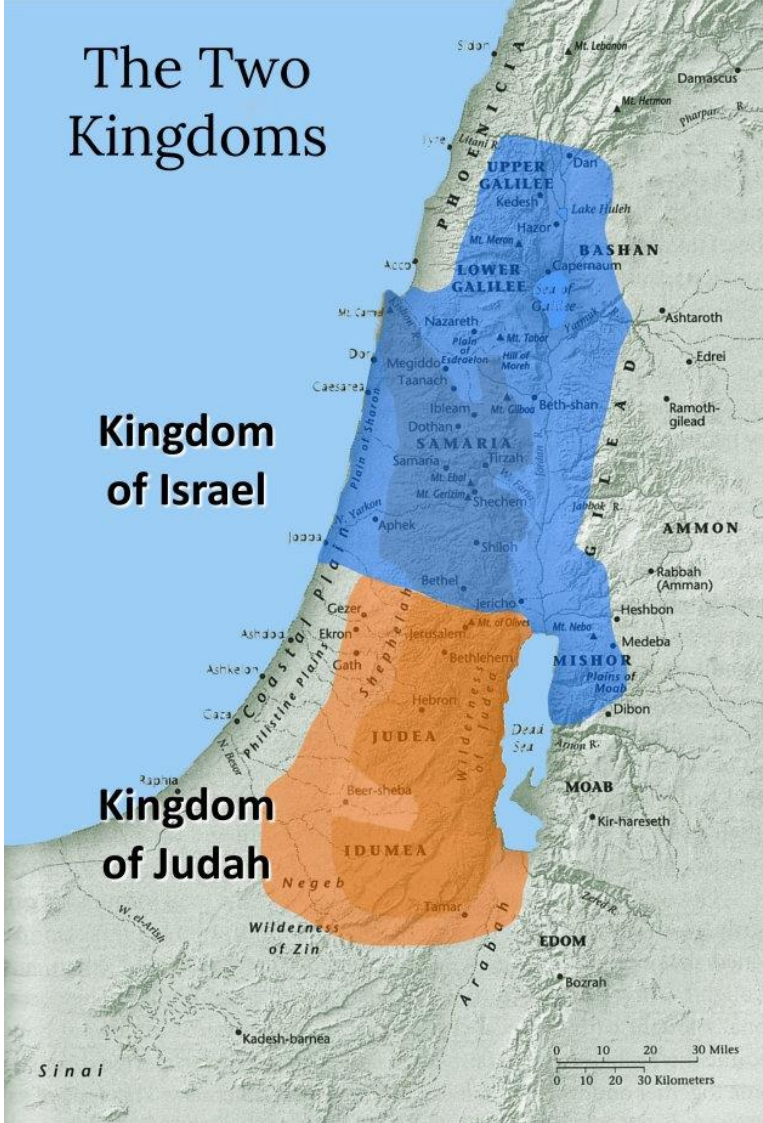 The Two
Kingdoms
Sidon
Mt. Lebanon
Damascus
Mt. Hermon
Pharpar R.
PHOENICIA
Tyre
Litani R.
Dan
UPPER
GALILEE
Kedesh
Lake Huleh
Hazor
Mt. Meron
BASHAN
Acco
LOWER
GALILEE
Capernaum
Sea of
Galilee
Mt. Carmel
Kishon R.
Nazareth
Mt. Tabor
Yarmuk R.
Ashtaroth
Plain
of
Esdraelon
Hill of
Moreh
Dor
Megiddo
Edrei
Taanach
Caesarea
Mt. Gilboa
Beth-shan
Ibleam
Ramoth-
gilead
Dothan
GILEAD
Kingdom
of Israel
Plain of Sharon
SAMARIA
Jordan R.
Samaria
Tirzah
Mt. Ebal
Mt. Gerizim
Shechem
N. Yarkon
Jabbok R.
Aphek
AMMON
Joppa
Shiloh
Rabbah
(Amman)
Bethel
Jericho
Gezer
Heshbon
Mt. of Olives
Mt. Nebo
Ashdod
Ekron
Jerusalem
Medeba
Coastal Plain
Shephelah
Gath
Bethlehem
MISHOR
Ashkelon
Philistine Plains
Plains of
Moab
Hebron
Wilderness
of Judea
Dibon
Gaza
JUDEA
Dead
Sea
Arnon R.
N. Besor
Raphia
MOAB
Kingdom
of Judah
Beer-sheba
Kir-hareseth
IDUMEA
Negeb
Zered R.
Tamar
W. el-Arish
Wilderness
of Zin
Arabah
EDOM
Bozrah
Kadesh-barnea
Sinai
0 10 20 30 Miles
0 10 20 30 Kilometers